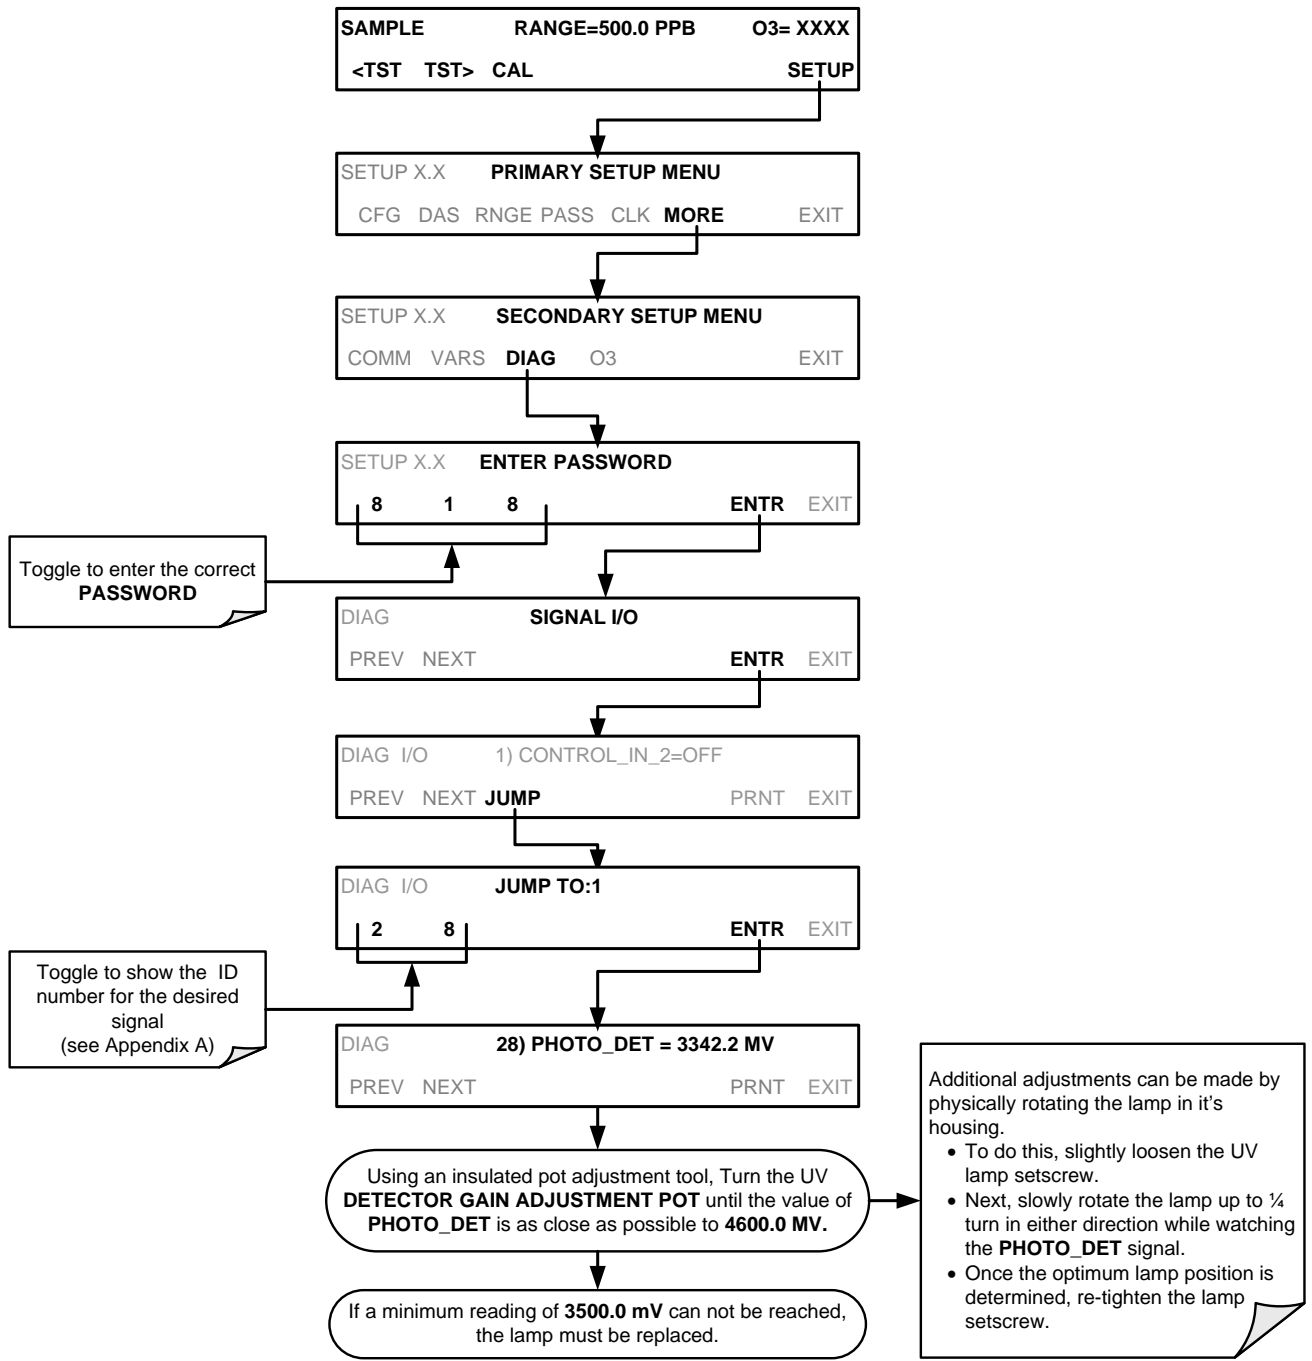 SAMPLE RANGE=500.0 PPB O3= XXXX
<TST TST> CAL SETUP
SETUP X.X PRIMARY SETUP MENU
CFG DAS RNGE PASS CLK MORE EXIT
SETUP X.X SECONDARY SETUP MENU
COMM VARS DIAG O3 EXIT
SETUP X.X ENTER PASSWORD
8 1 8 ENTR EXIT
Toggle to enter the correct
PASSWORD
DIAG SIGNAL I/O
PREV NEXT ENTR EXIT
DIAG I/O 1) CONTROL_IN_2=OFF
PREV NEXT JUMP PRNT EXIT
DIAG I/O JUMP TO:1
2 8 ENTR EXIT
Toggle to show the ID
number for the desired
signal
(see Appendix A)
DIAG 28) PHOTO_DET = 3342.2 MV
PREV NEXT PRNT EXIT
Using an insulated pot adjustment tool, Turn the UV
DETECTOR GAIN ADJUSTMENT POT until the value of
PHOTO_DET is as close as possible to 4600.0 MV.
Additional adjustments can be made by
physically rotating the lamp in it's
housing.
• To do this, slightly loosen the UV
lamp setscrew.
• Next, slowly rotate the lamp up to ¼
turn in either direction while watching
the PHOTO_DET signal.
• Once the optimum lamp position is
determined, re-tighten the lamp
setscrew.
If a minimum reading of 3500.0 mV can not be reached,
the lamp must be replaced.